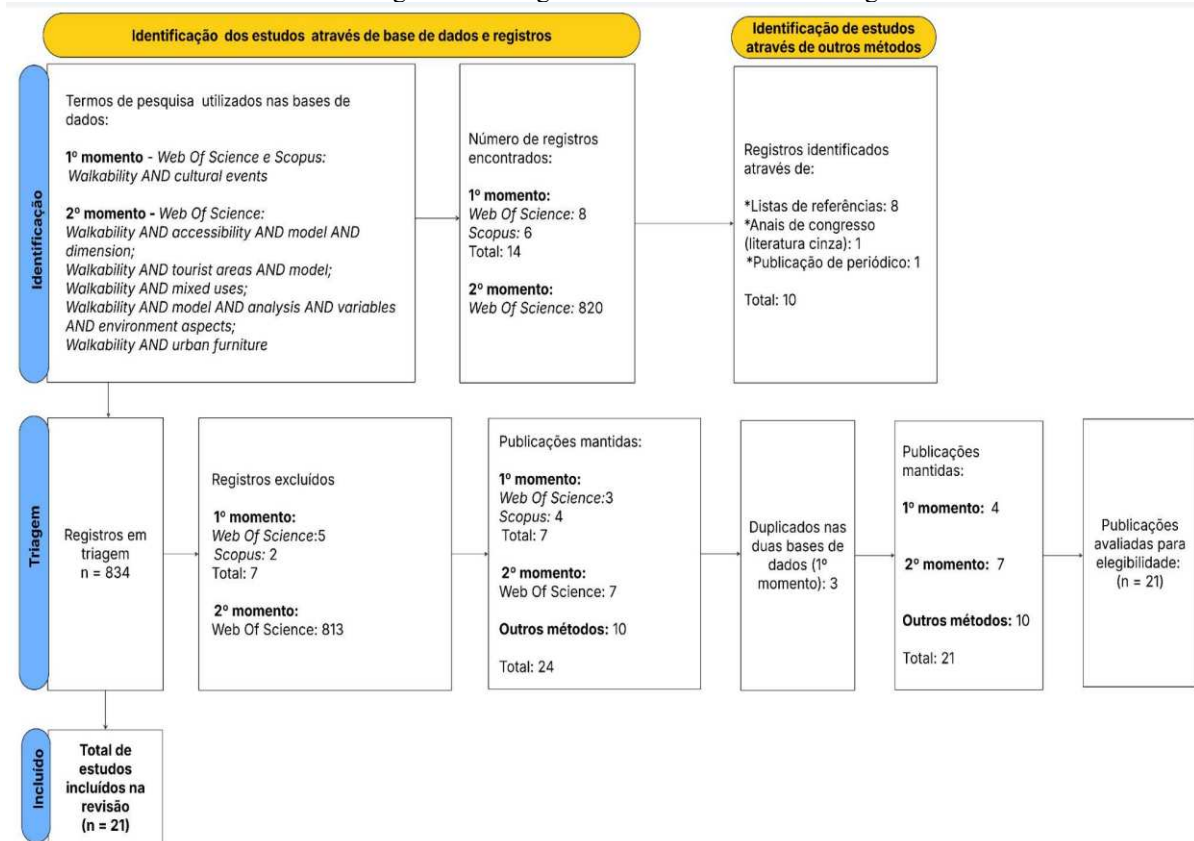 Identificação dos estudos através de base de dados e registros
Identificação de estudos
através de outros métodos
Identificação
Termos de pesquisa utilizados nas bases de
dados:
1º momento - Web Of Science e Scopus:
Walkability AND cultural events
2º momento - Web Of Science:
Walkability AND accessibility AND model AND
dimension;
Walkability AND tourist areas AND model;
Walkability AND mixed uses;
Walkability AND model AND analysis AND variables
AND environment aspects;
Walkability AND urban furniture
Número de registros
encontrados:
1º momento:
Web Of Science: 8
Scopus: 6
Total: 14
2º momento:
Web Of Science: 820
Registros identificados
através de:
*Listas de referências: 8
*Anais de congresso
(literatura cinza): 1
*Publicação de periódico: 1
Total: 10
Triagem
Registros em
triagem
n = 834
Registros excluídos
1º momento:
Web Of Science:5
Scopus: 2
Total: 7
2º momento:
Web Of Science: 813
Publicações mantidas:
1º momento:
Web Of Science:3
Scopus: 4
Total: 7
2º momento:
Web Of Science: 7
Outros métodos: 10
Total: 24
Duplicados nas
duas bases de
dados (1º
momento): 3
Publicações
mantidas:
1º momento: 4
2º momento: 7
Outros métodos: 10
Total: 21
Publicações
avaliadas para
elegibilidade:
(n = 21)
Incluído
Total de
estudos
incluídos na
revisão
(n = 21)